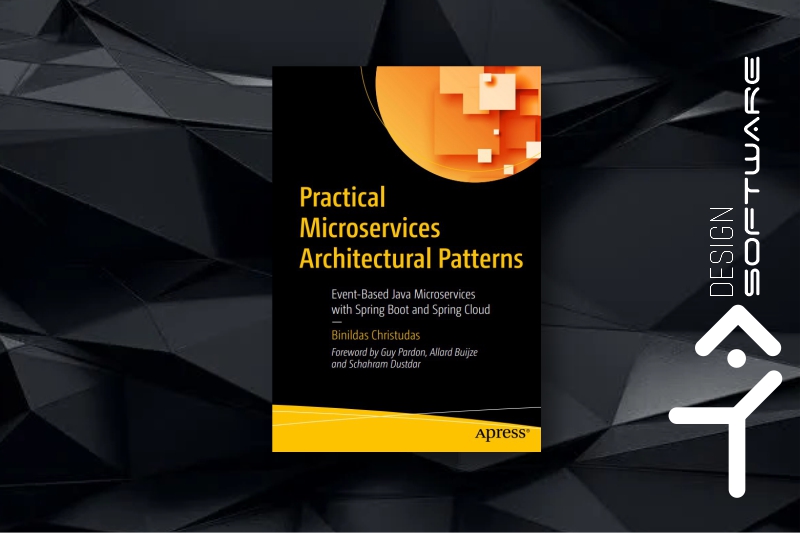 Practical
Microservices
Architectural Patterns
Event-Based Java Microservices
with Spring Boot and Spring Cloud
Binildas Christudas
Foreword by Guy Pardon, Allard Buijze
and Schahram Dustdar
Apress®
DESIGN
SOFTWARE